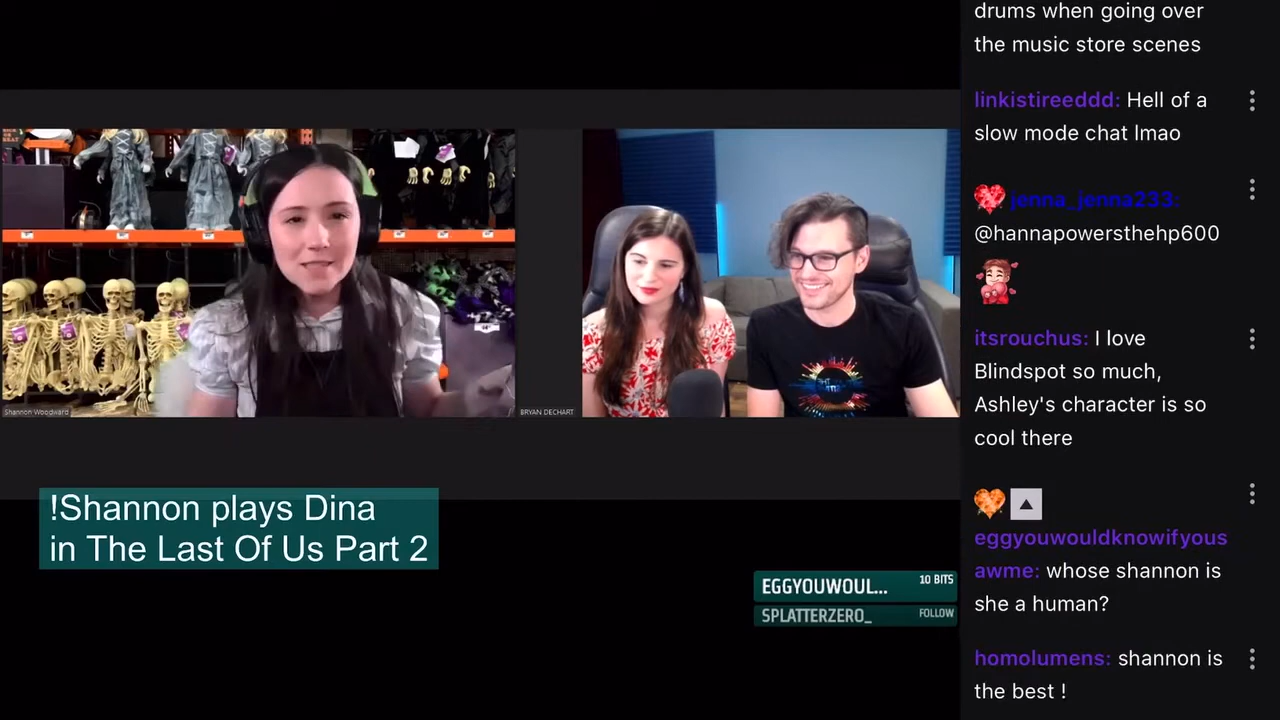 drums when going over
the music store scenes
linkistireeddd: Hell of a
slow mode chat lmao
jenna_jenna233:
@hannapowersthehp600
itsrouchus: I love
Blindspot so much,
Ashley's character is so
cool there
eggyouwouldknowifyous
awme: whose shannon is
she a human?
homolumens: shannon is
the best !
Shannon Woodward
BRYAN DECHART
!Shannon plays Dina
in The Last Of Us Part 2
EGGYOUWOUL... 10 BITS
SPLATTERZERO_ FOLLOW